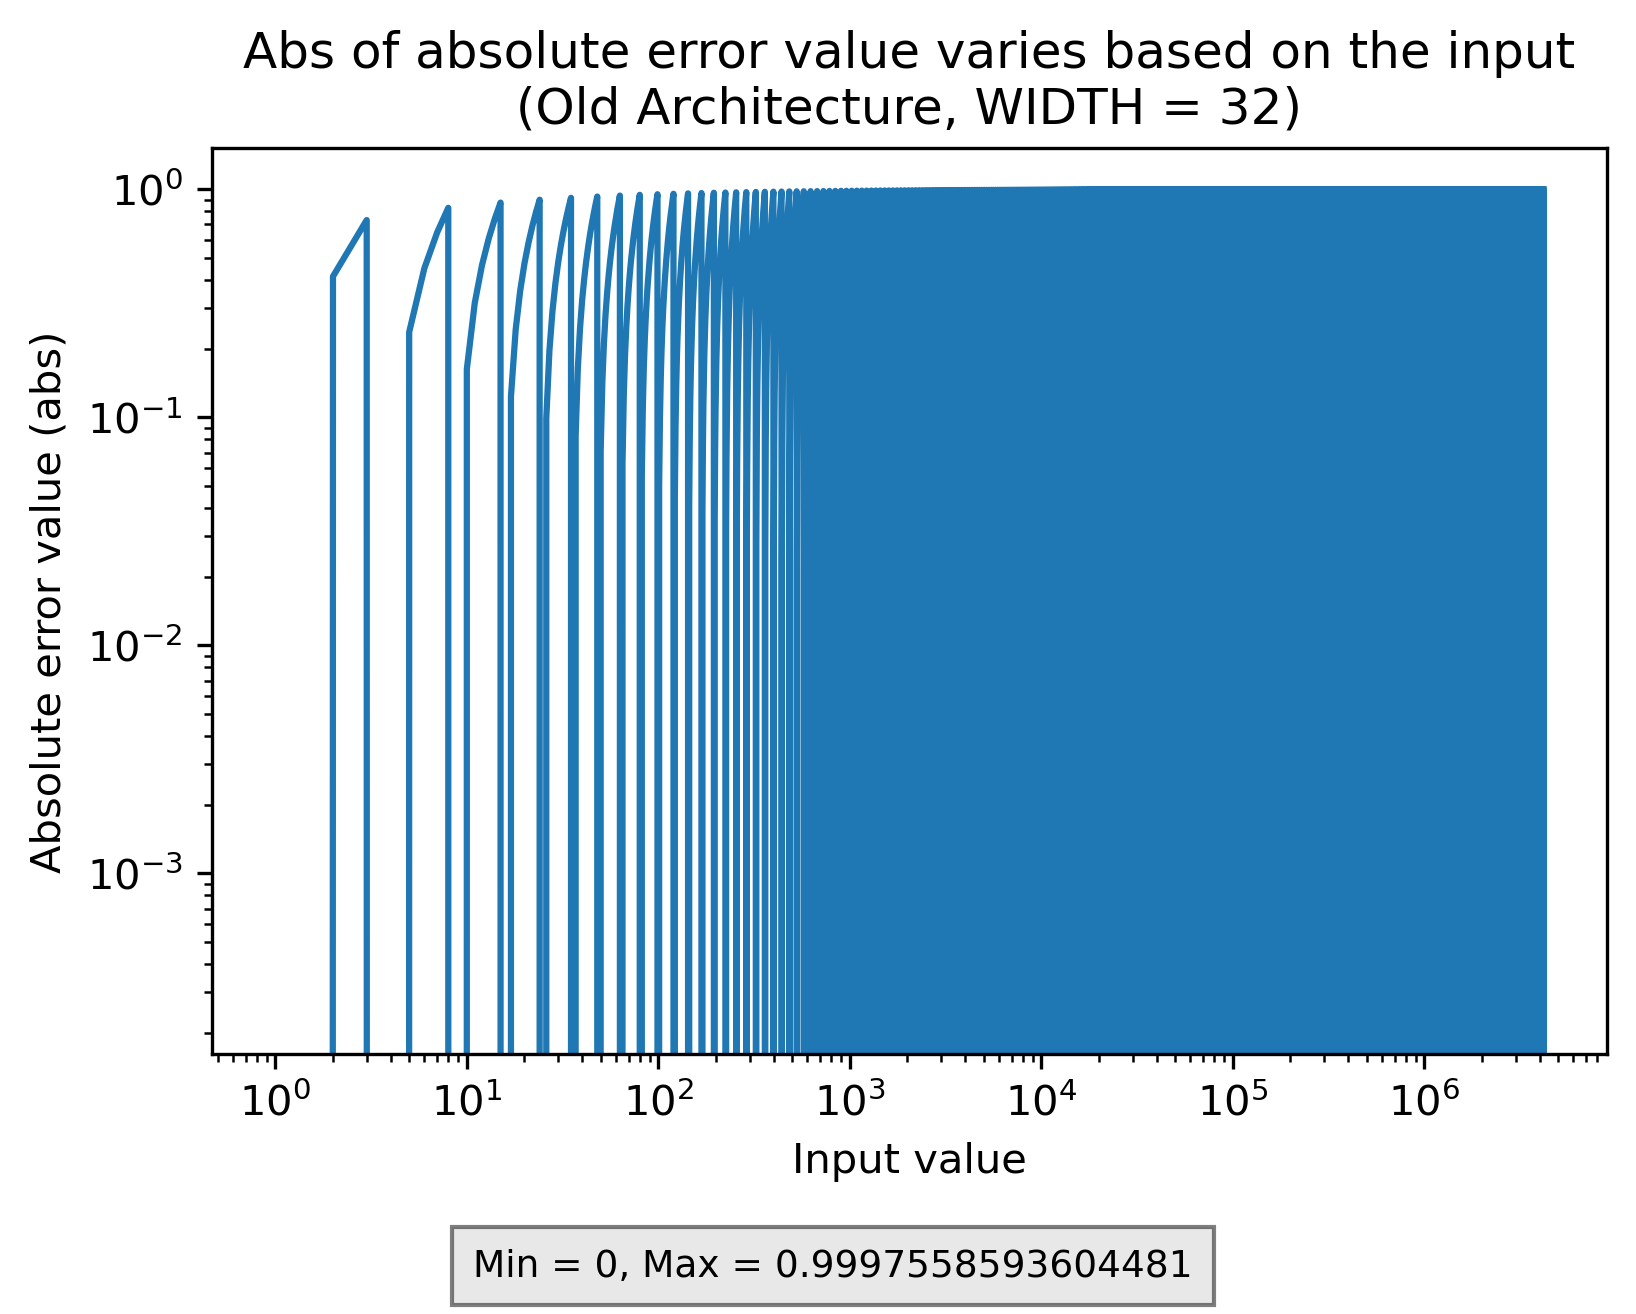 Abs of absolute error value varies based on the input
(Old Architecture, WIDTH = 32)
Absolute error value (abs)
10⁰
10⁻¹
10⁻²
10⁻³
10⁰ 10¹ 10² 10³ 10⁴ 10⁵ 10⁶
Input value
Min = 0, Max = 0.9997558593604481